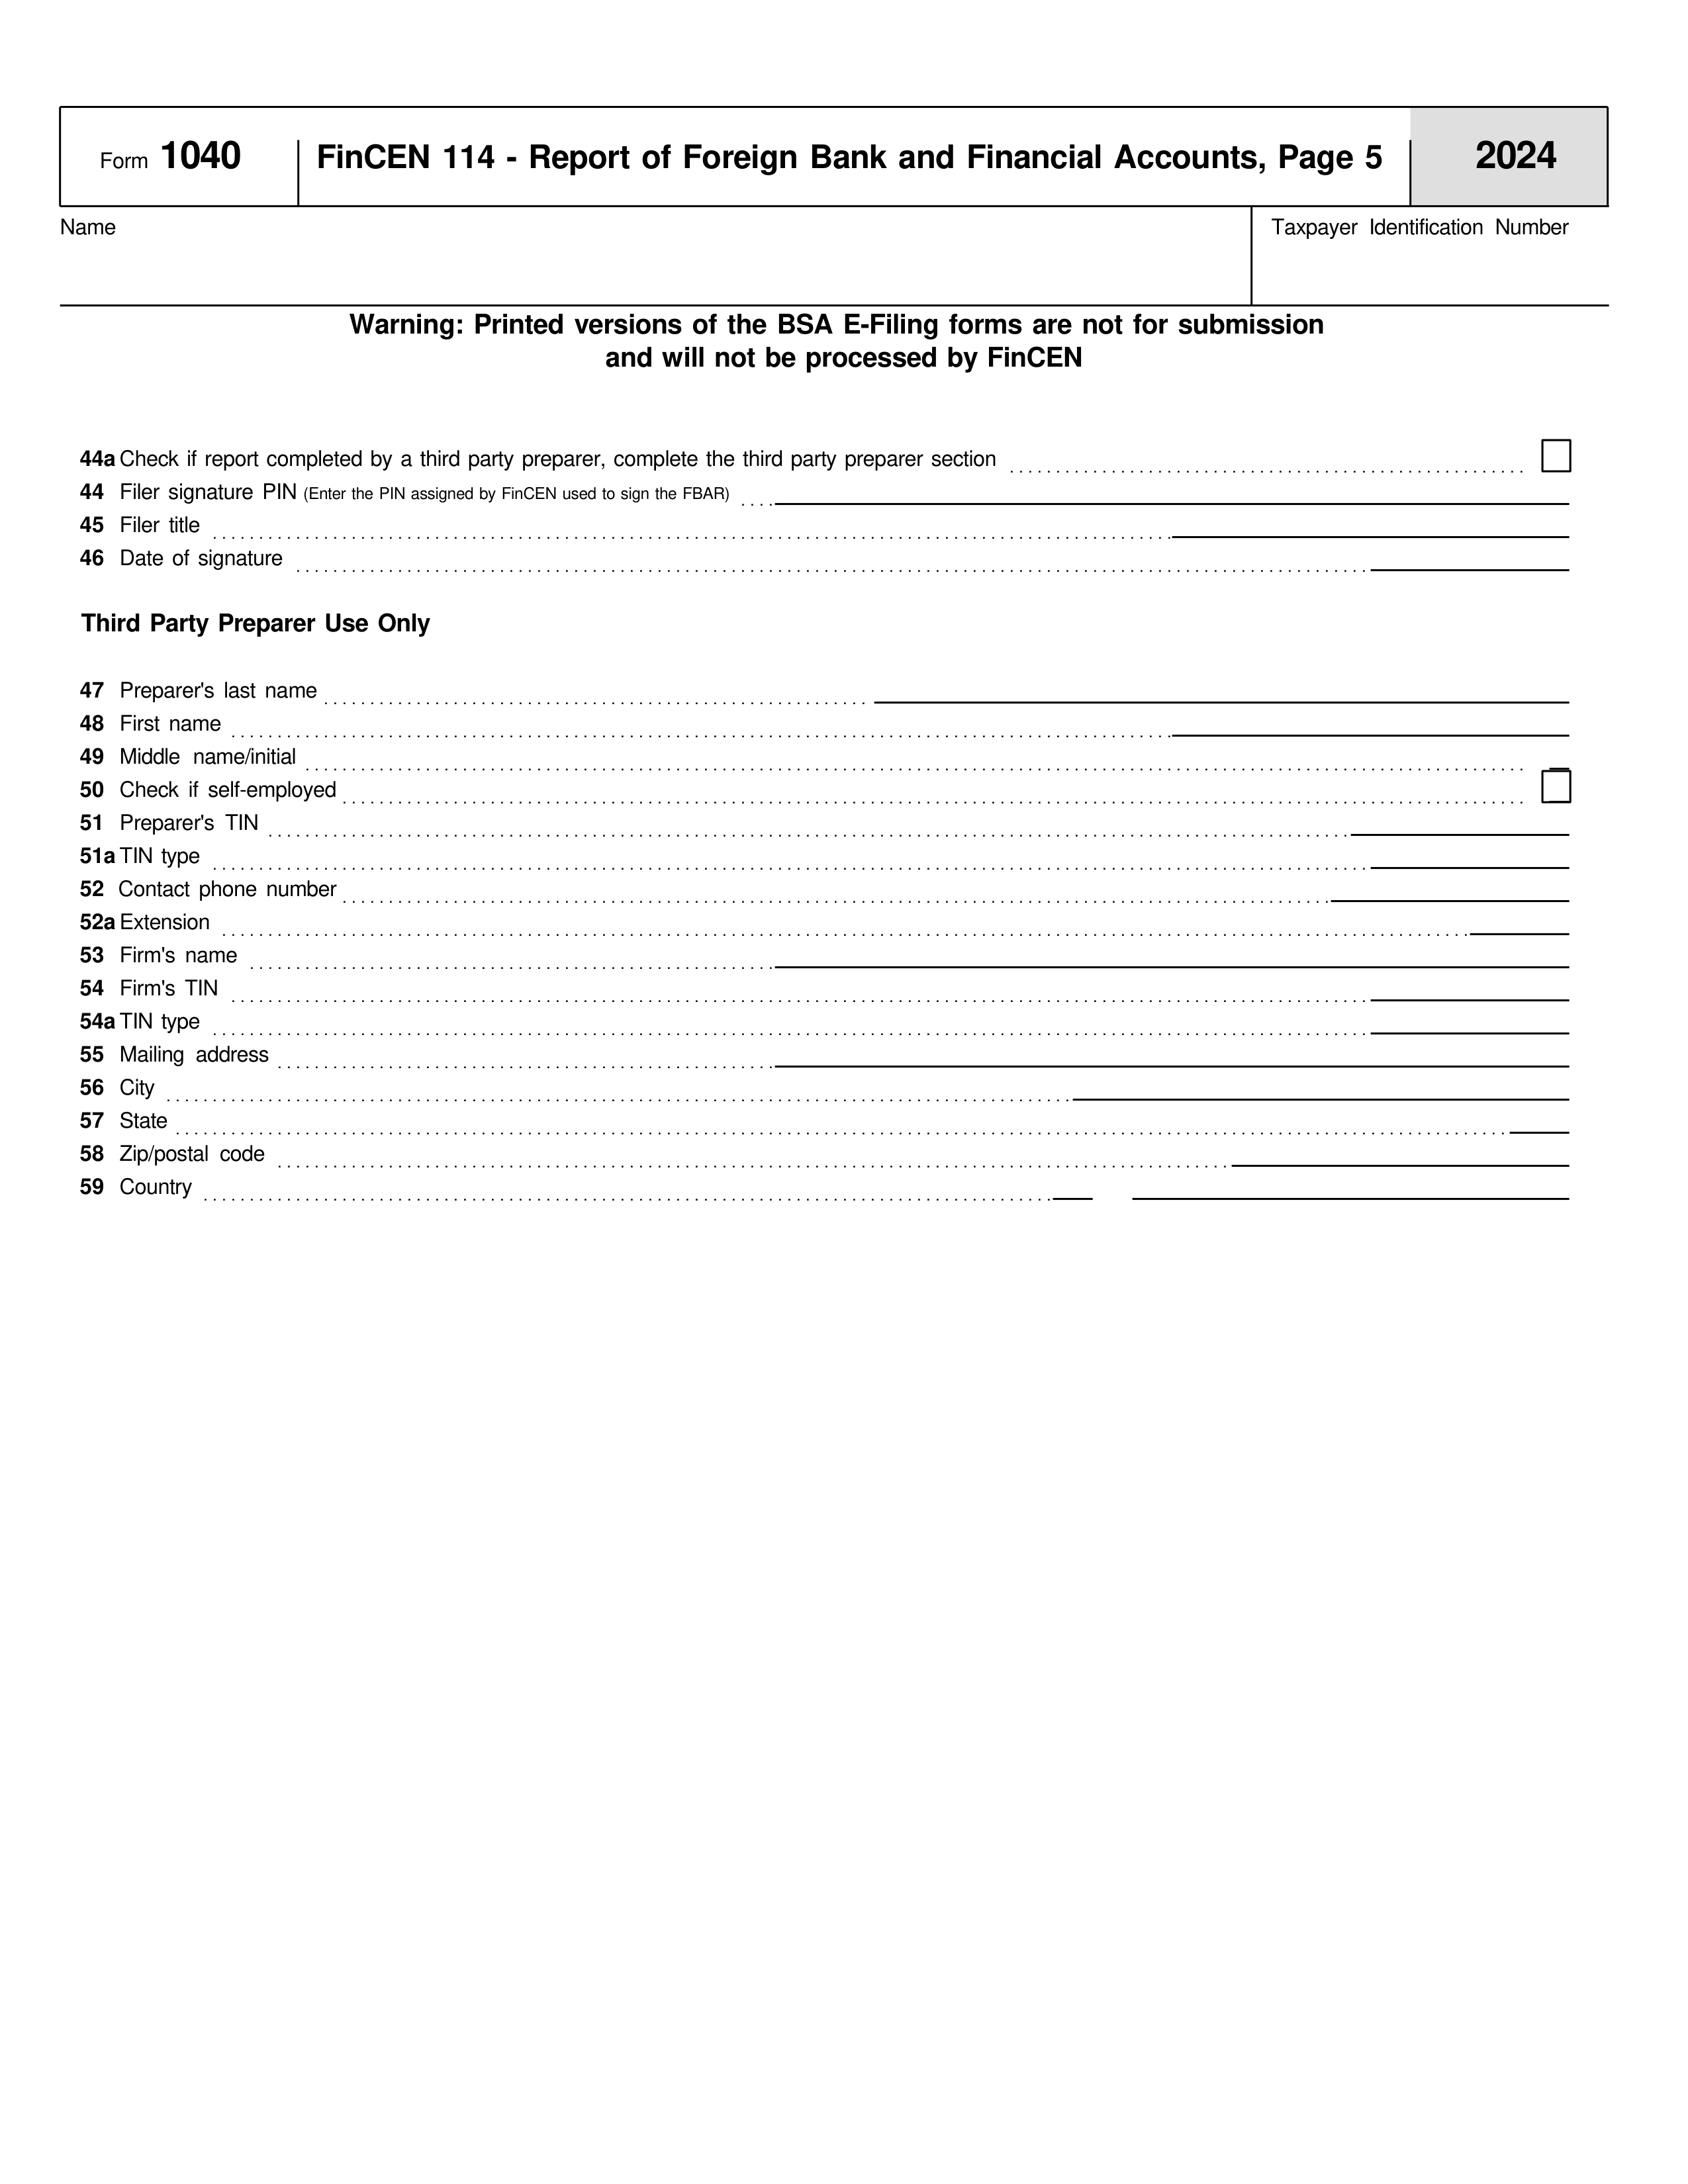 Form 1040 FinCEN 114 - Report of Foreign Bank and Financial Accounts, Page 5 2024
Name Taxpayer Identification Number
Warning: Printed versions of the BSA E-Filing forms are not for submission
and will not be processed by FinCEN
44a Check if report completed by a third party preparer, complete the third party preparer section
44 Filer signature PIN (Enter the PIN assigned by FinCEN used to sign the FBAR)
45 Filer title
46 Date of signature
Third Party Preparer Use Only
47 Preparer's last name
48 First name
49 Middle name/initial
50 Check if self-employed
51 Preparer's TIN
51a TIN type
52 Contact phone number
52a Extension
53 Firm's name
54 Firm's TIN
54a TIN type
55 Mailing address
56 City
57 State
58 Zip/postal code
59 Country